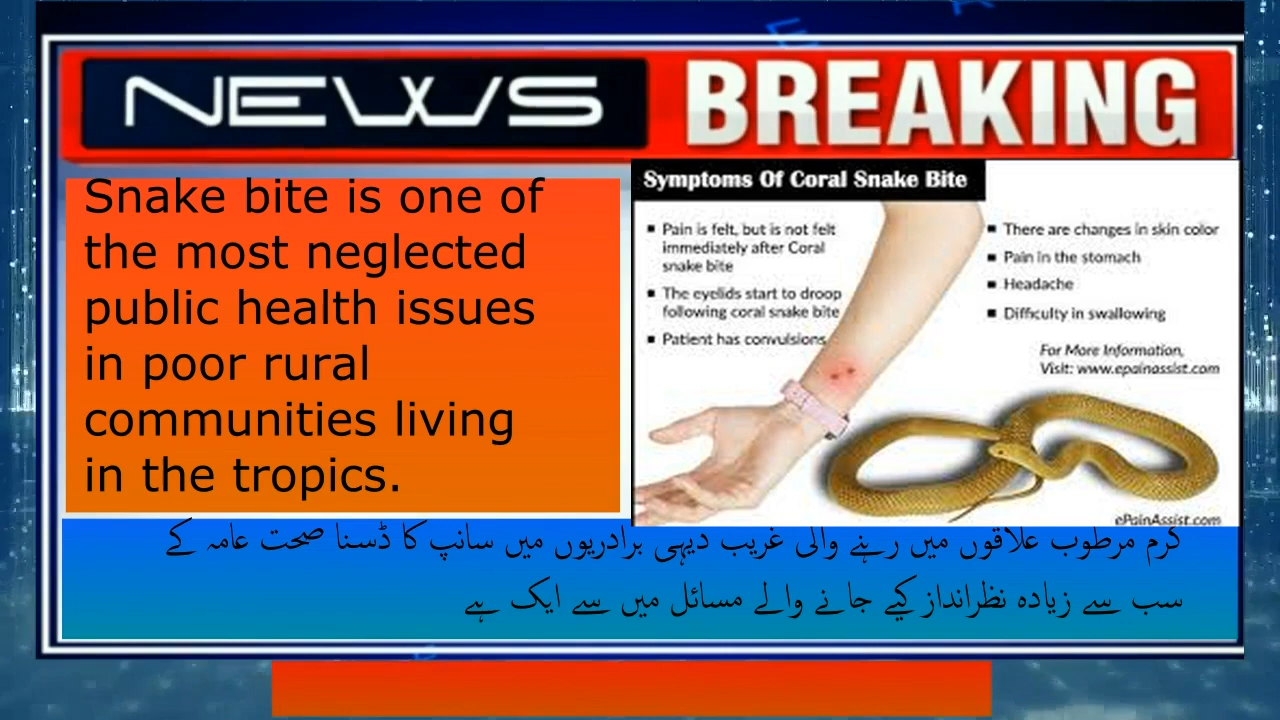 NEWS BREAKING
Snake bite is one of
the most neglected
public health issues
in poor rural
communities living
in the tropics.
Symptoms Of Coral Snake Bite
▪ Pain is felt, but is not felt
immediately after Coral
snake bite
▪ The eyelids start to droop
following coral snake bite
▪ Patient has convulsions
▪ There are changes in skin color
▪ Pain in the stomach
▪ Headache
▪ Difficulty in swallowing
For More Information,
Visit: www.epainassist.com
ePainAssist.com
گرم مرطوب علاقوں میں رہنے والی غریب دیہی برادریوں میں سانپ کا ڈسنا صحت عامہ کے
سب سے زیادہ نظرانداز کیے جانے والے مسائل میں سے ایک ہے